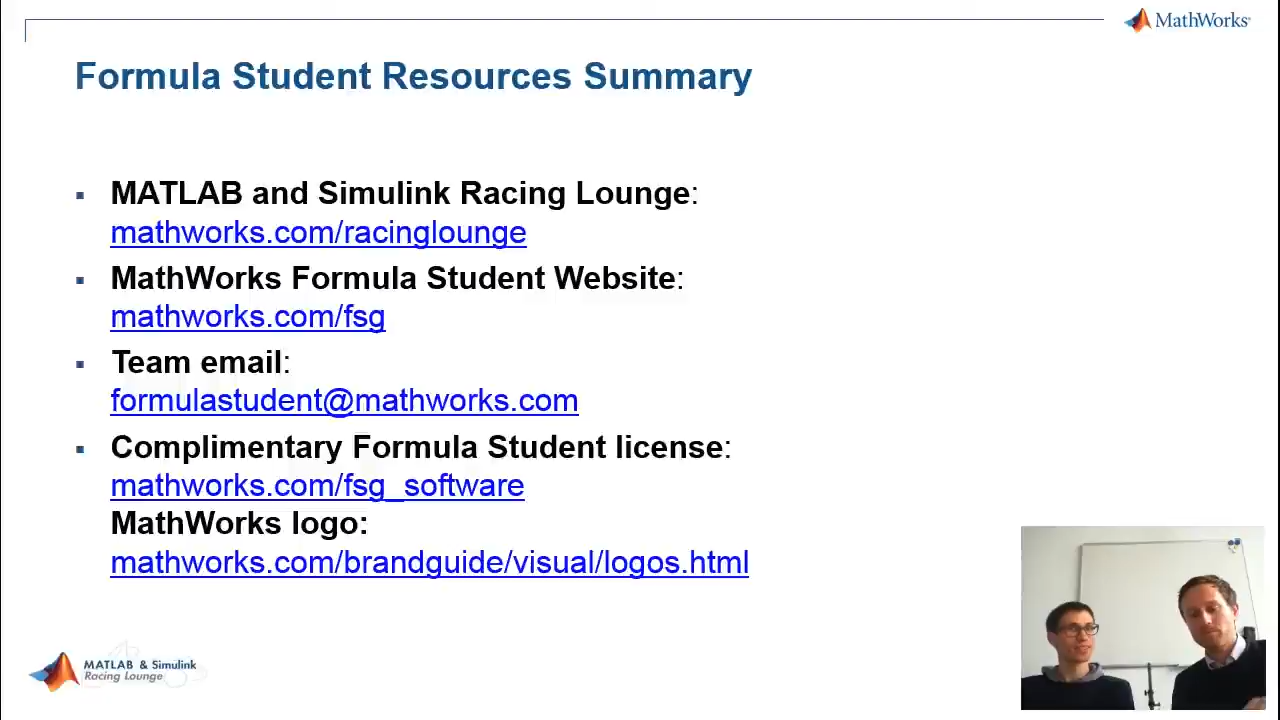 MathWorks®
Formula Student Resources Summary
MATLAB and Simulink Racing Lounge:
mathworks.com/racinglounge
MathWorks Formula Student Website:
mathworks.com/fsg
Team email:
formulastudent@mathworks.com
Complimentary Formula Student license:
mathworks.com/fsg_software
MathWorks logo:
mathworks.com/brandguide/visual/logos.html
MATLAB & Simulink
Racing Lounge